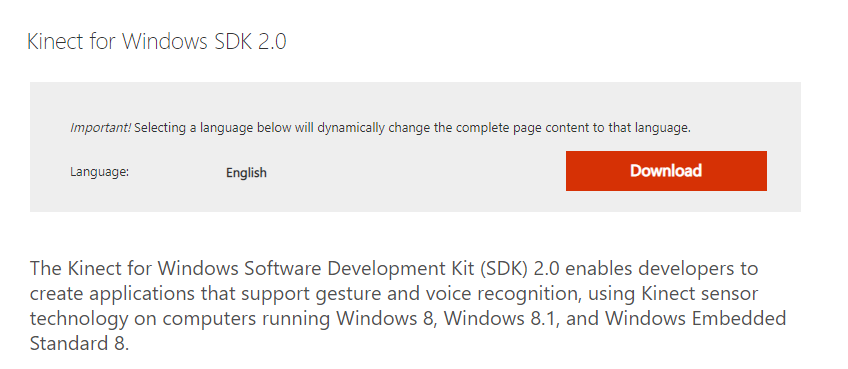 Kinect for Windows SDK 2.0
Important! Selecting a language below will dynamically change the complete page content to that language.
Language: English Download
The Kinect for Windows Software Development Kit (SDK) 2.0 enables developers to
create applications that support gesture and voice recognition, using Kinect sensor
technology on computers running Windows 8, Windows 8.1, and Windows Embedded
Standard 8.